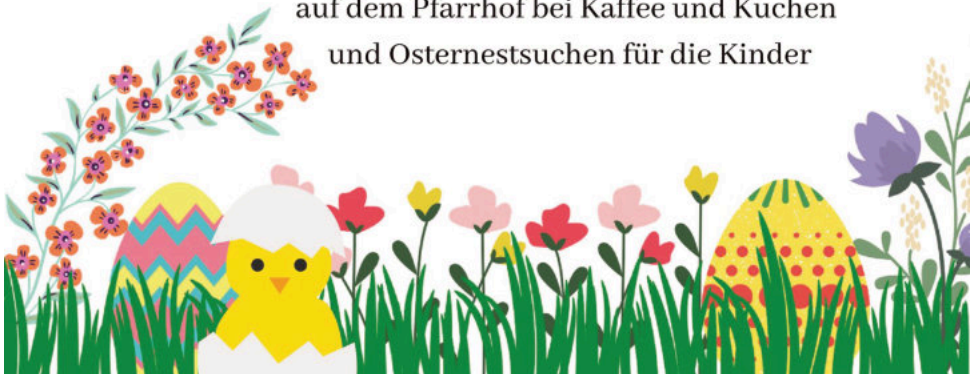 auf dem Pfarrhof bei Kaffee und Kuchen
und Osternestsuchen für die Kinder